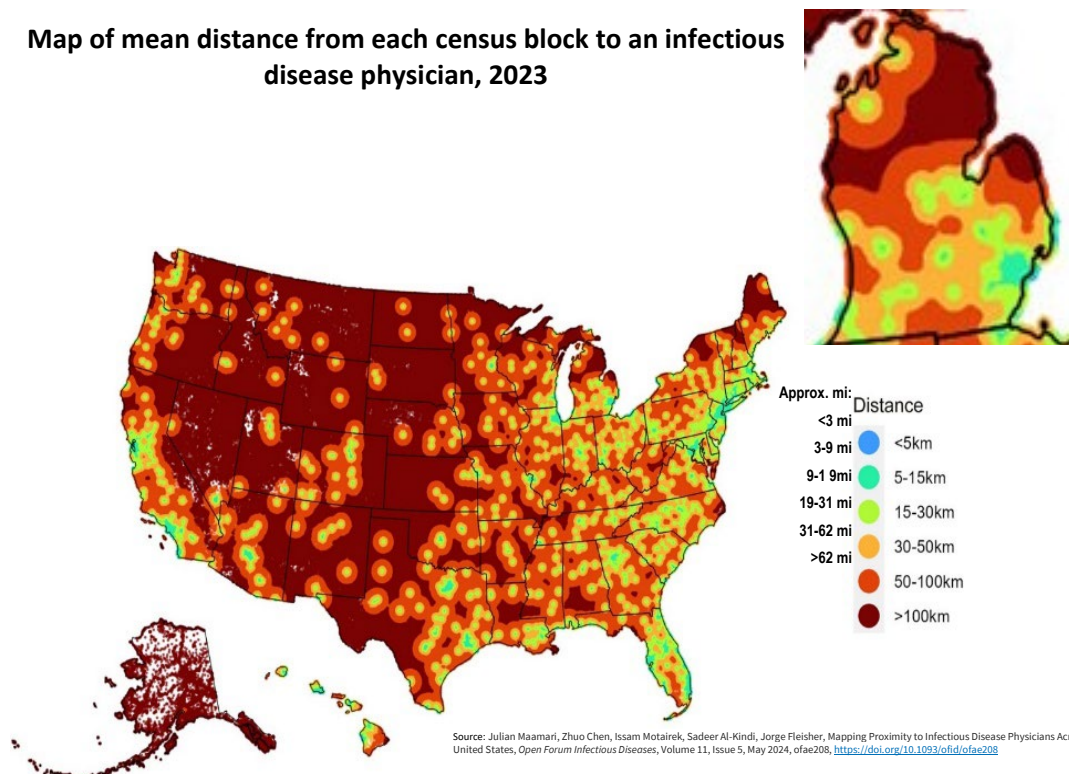 Map of mean distance from each census block to an infectious
disease physician, 2023
Approx. mi:
<3 mi
3-9 mi
9-1 9mi
19-31 mi
31-62 mi
>62 mi
Distance
<5km
5-15km
15-30km
30-50km
50-100km
>100km
Source: Julian Maamari, Zhuo Chen, Issam Motairek, Sadeer Al-Kindi, Jorge Fleisher, Mapping Proximity to Infectious Disease Physicians
United States, Open Forum Infectious Diseases, Volume 11, Issue 5, May 2024, ofae208, https://doi.org/10.1093/ofid/ofae208